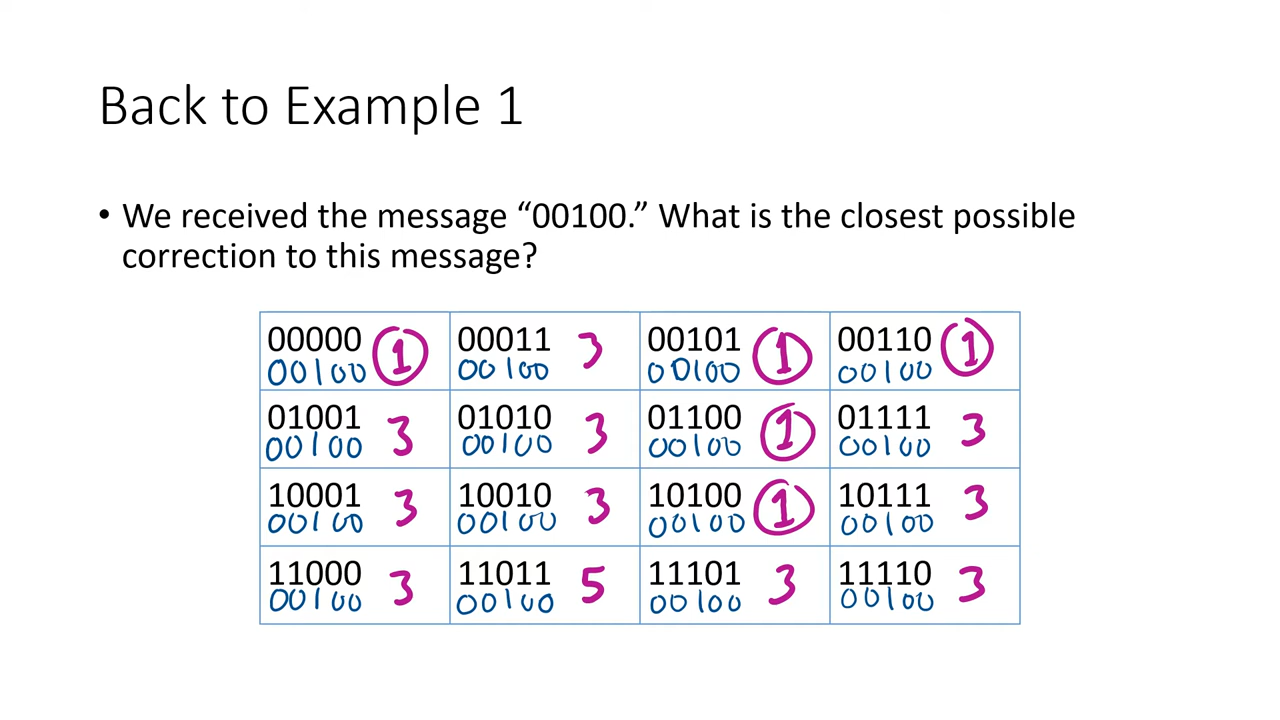 Back to Example 1
• We received the message “00100.” What is the closest possible
correction to this message?
00000 1 00011 3 00101 1 00110 1
00100 00100 00100 00100
01001 3 01010 3 01100 1 01111 3
00100 00100 00100 00100
10001 3 10010 3 10100 1 10111 3
00100 00100 00100 00100
11000 3 11011 5 11101 3 11110 3
00100 00100 00100 00100